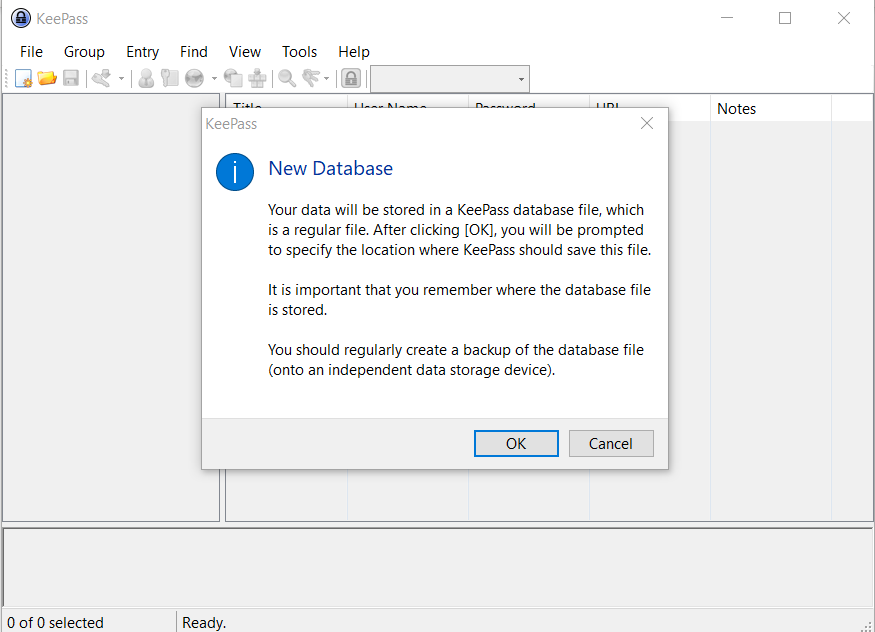 KeePass
File Group Entry Find View Tools Help
Title User Name Password URL Notes
KeePass
New Database
Your data will be stored in a KeePass database file, which
is a regular file. After clicking [OK], you will be prompted
to specify the location where KeePass should save this file.
It is important that you remember where the database file
is stored.
You should regularly create a backup of the database file
(onto an independent data storage device).
OK Cancel
0 of 0 selected Ready.